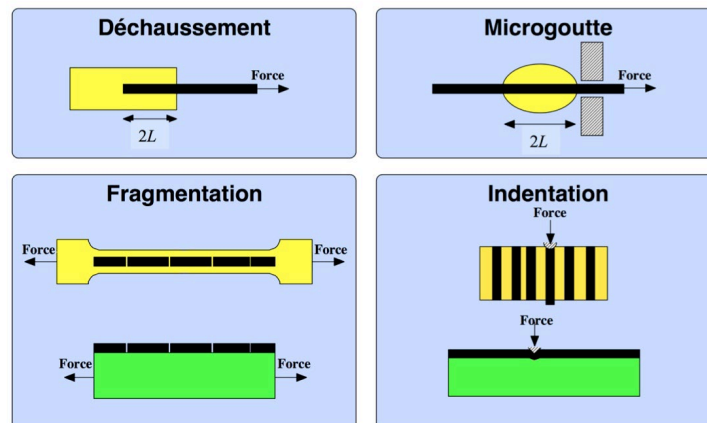 Déchaussement
Force
2L
Microgoutte
Force
2L
Fragmentation
Force
Force
Force
Force
Indentation
Force
Force